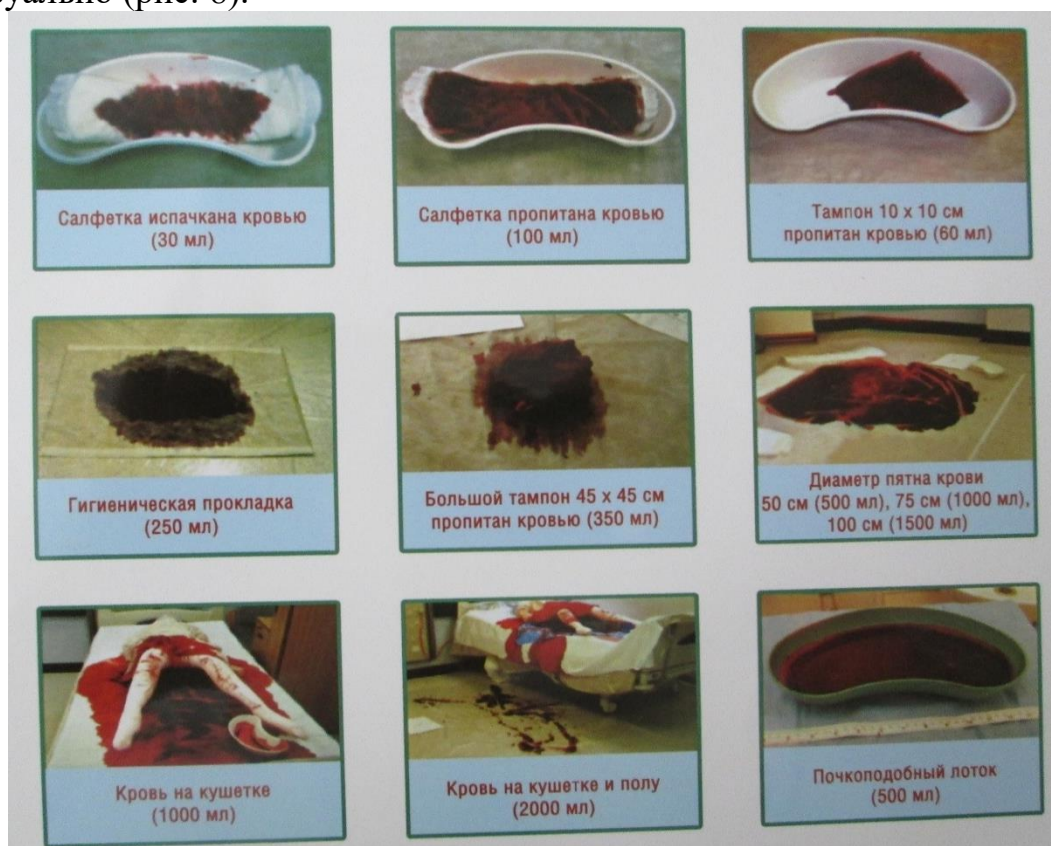 (рис. 6).
Салфетка испачкана кровью
(30 мл)
Салфетка пропитана кровью
(100 мл)
Тампон 10 x 10 см
пропитан кровью (60 мл)
Гигиеническая прокладка
(250 мл)
Большой тампон 45 x 45 см
пропитан кровью (350 мл)
Диаметр пятна крови
50 см (500 мл), 75 см (1000 мл),
100 см (1500 мл)
Кровь на кушетке
(1000 мл)
Кровь на кушетке и полу
(2000 мл)
Почкоподобный лоток
(500 мл)